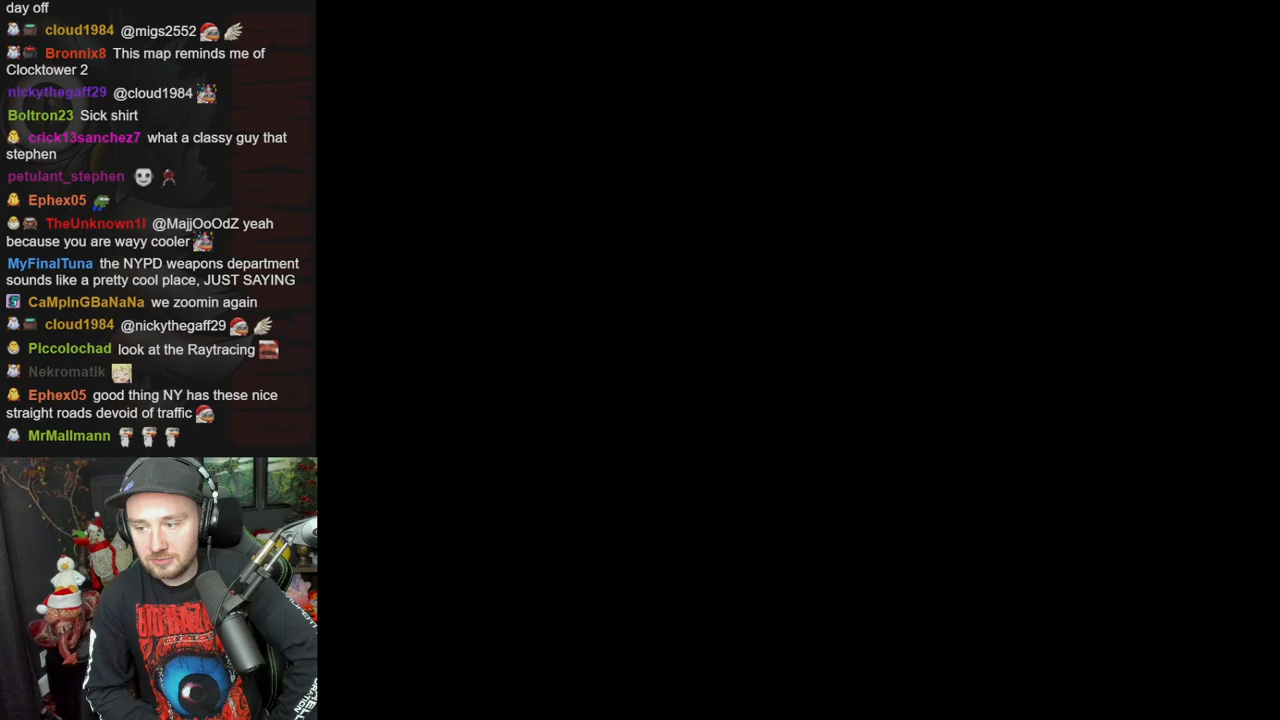 day off
cloud1984 @migs2552
Bronnix8 This map reminds me of
Clocktower 2
nickythegaff29 @cloud1984
Boltron23 Sick shirt
crick13sanchez7 what a classy guy that
stephen
petulant_stephen
Ephex05
TheUnknown1I @MajjOoOdZ yeah
because you are wayy cooler
MyFinalTuna the NYPD weapons department
sounds like a pretty cool place, JUST SAYING
CaMpInGBaNaNa we zoomin again
cloud1984 @nickythegaff29
Piccolochad look at the Raytracing
Nekromatik
Ephex05 good thing NY has these nice
straight roads devoid of traffic
MrMallmann